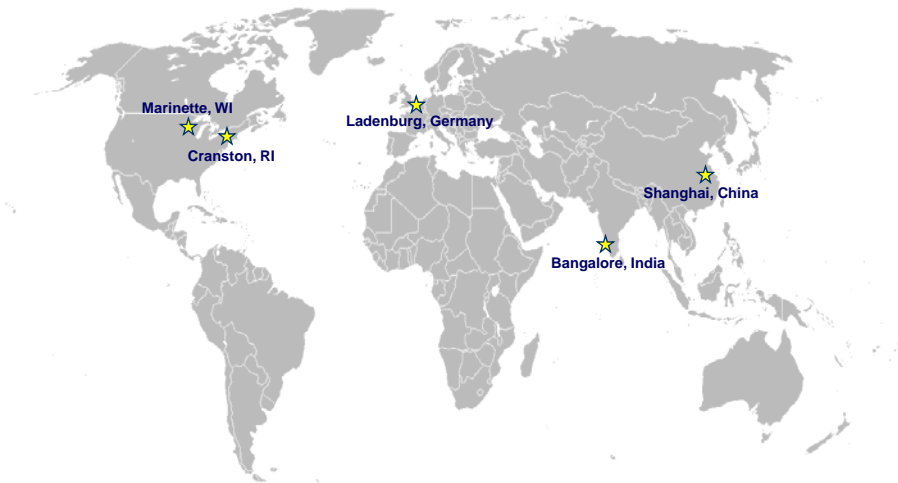 Marinette, WI
Ladenburg, Germany
Cranston, RI
Shanghai, China
Bangalore, India